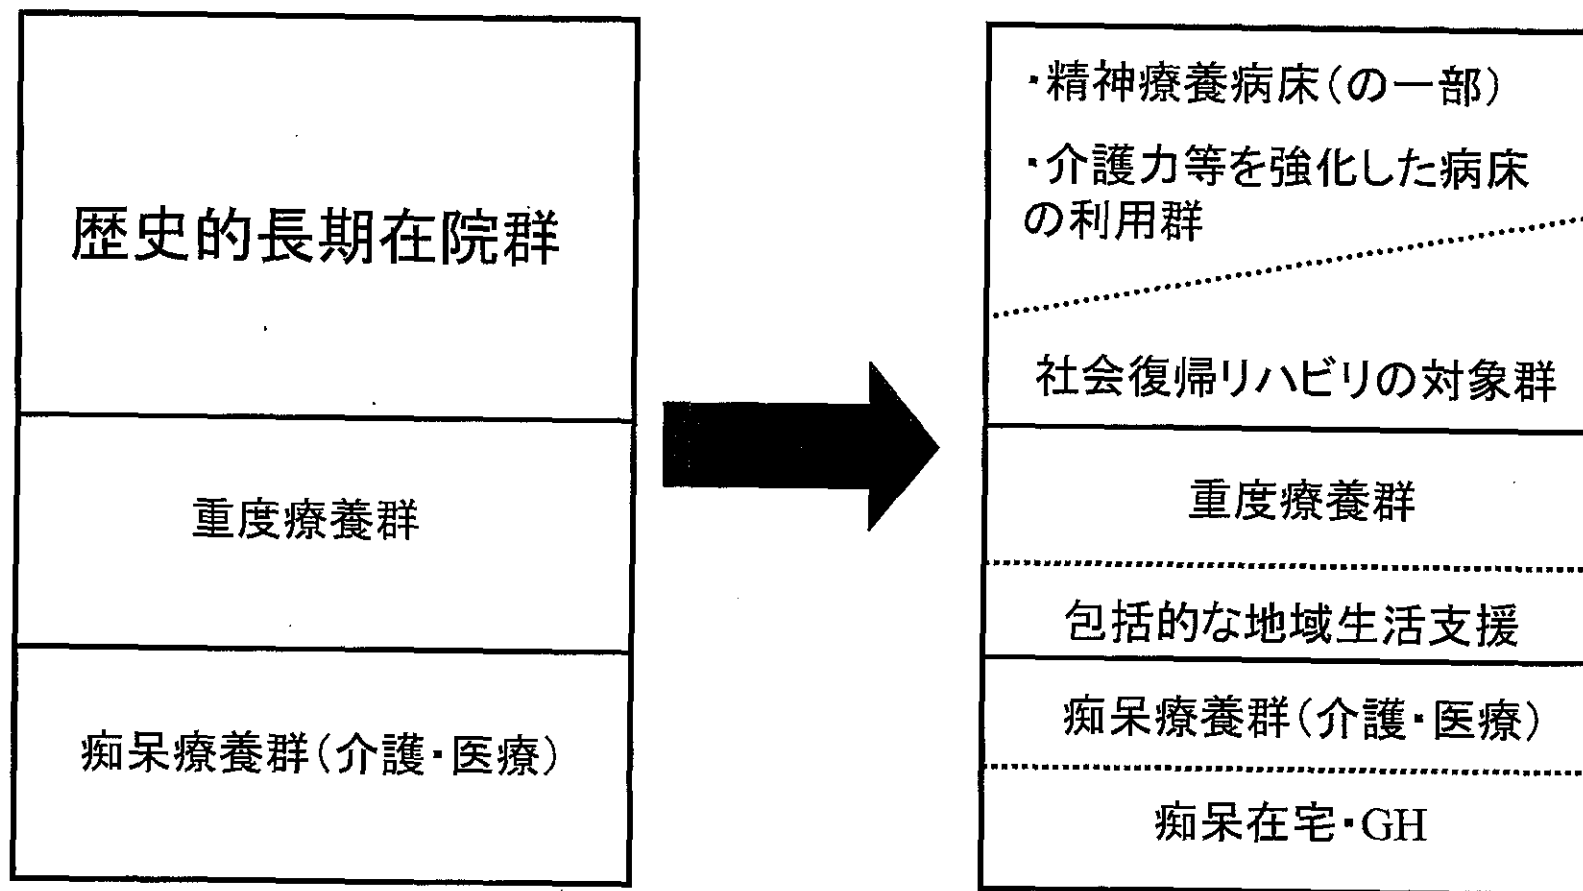 歴史的長期在院群
重度療養群
痴呆療養群(介護・医療)
・精神療養病床(の一部)
・介護力等を強化した病床
の利用群
社会復帰リハビリの対象群
重度療養群
包括的な地域生活支援
痴呆療養群(介護・医療)
痴呆在宅・GH